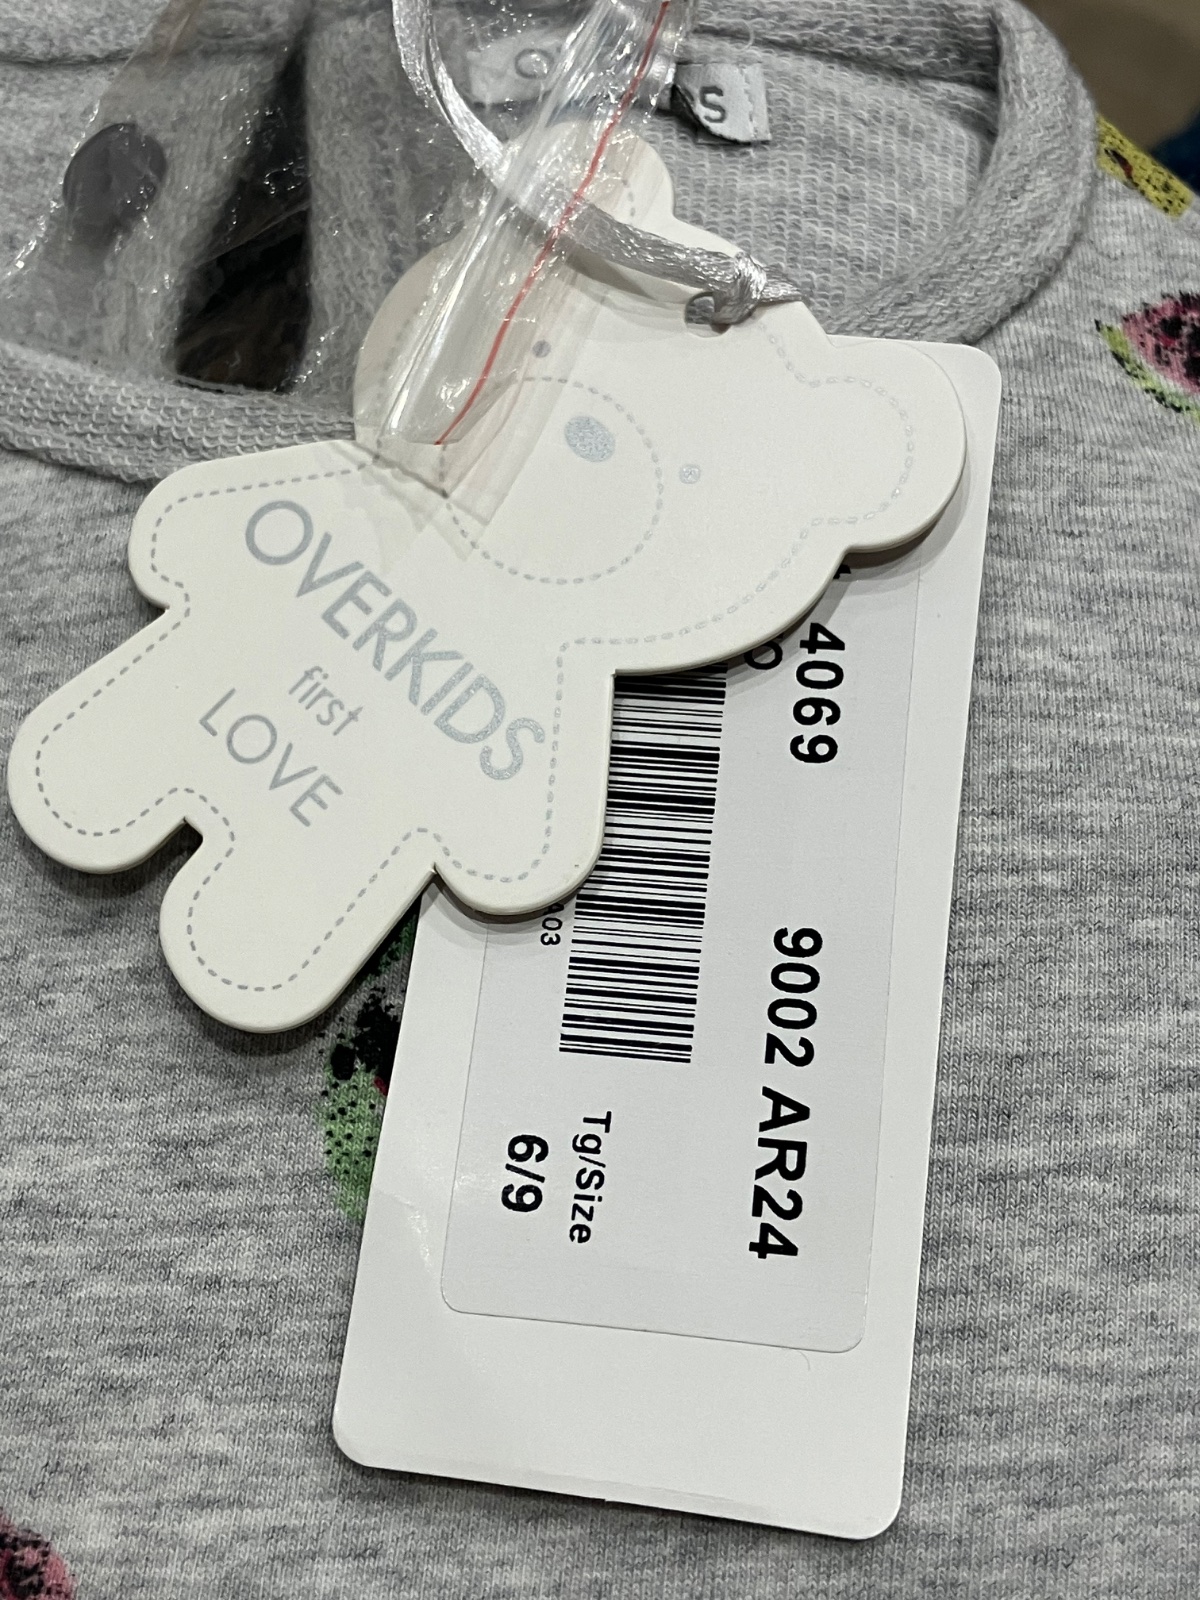 S
OVERKIDS
first
LOVE
4069
9002 AR24
Tg/Size
6/9